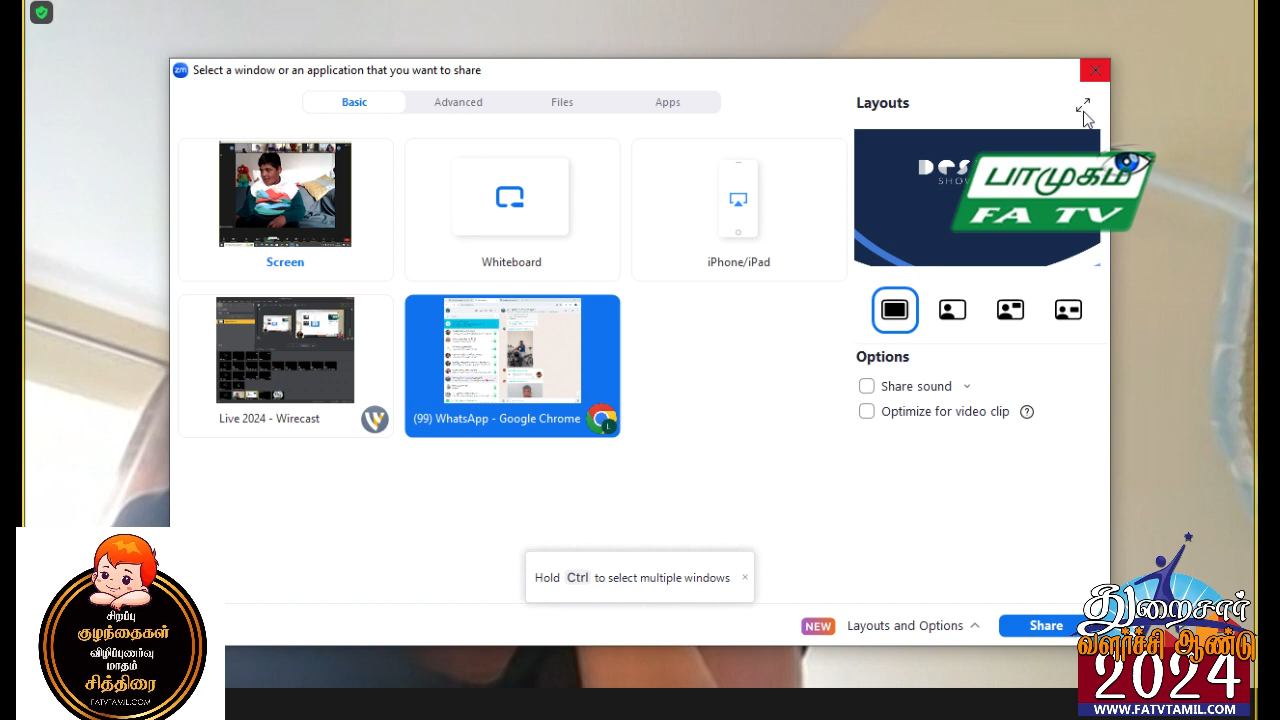 Select a window or an application that you want to share
Basic
Advanced
Files
Apps
Layouts
பாமுகம்
FA TV
Screen
Whiteboard
iPhone/iPad
Live 2024 - Wirecast
(99) WhatsApp - Google Chrome
Options
Share sound
Optimize for video clip
Hold Ctrl to select multiple windows
NEW
Layouts and Options
Share
சிறப்பு
குழந்தைகள்
விழிப்புணர்வு
மாதம்
சித்திரை
FATVTAMIL.COM
துறைசார்
வளர்ச்சி ஆண்டு
2024
WWW.FATVTAMIL.COM